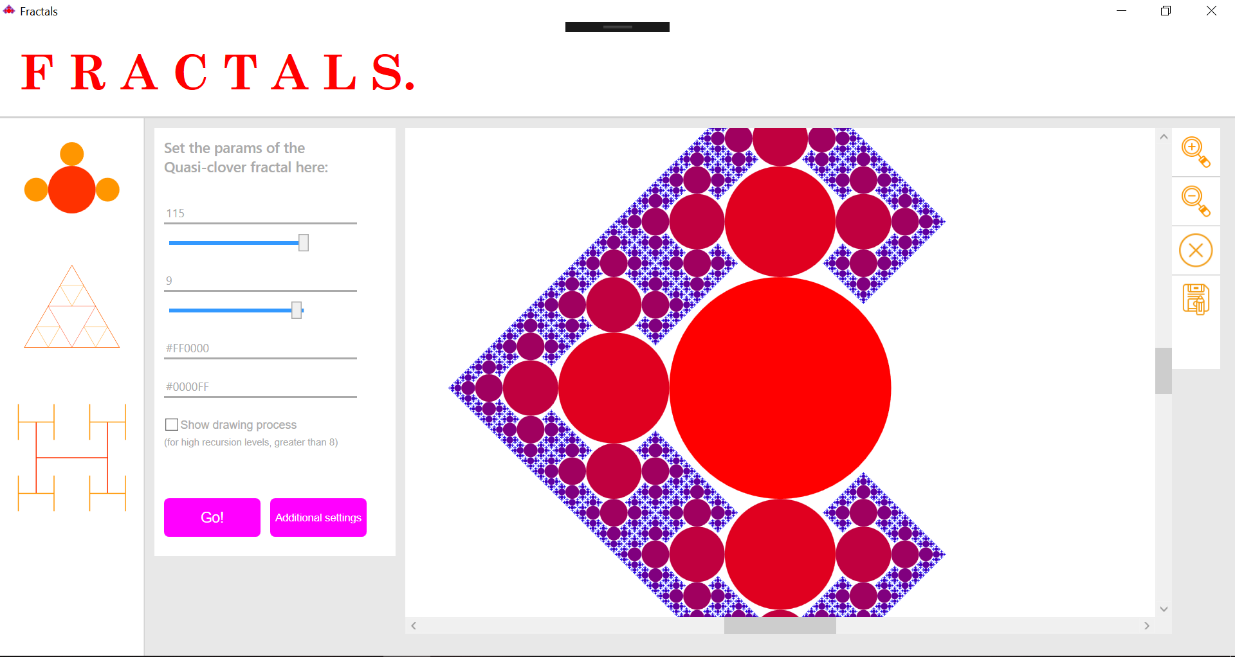 Fractals
F R A C T A L S.
Set the params of the
Quasi-clover fractal here:
115
9
#FF0000
#0000FF
Show drawing process
(for high recursion levels, greater than 8)
Go!
Additional settings